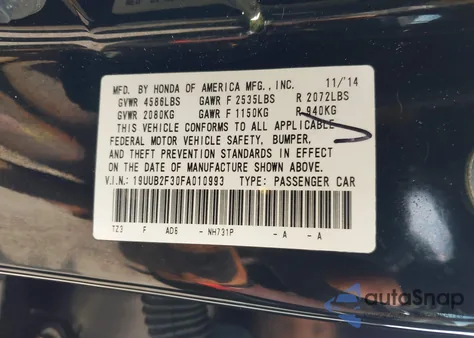 MFD. BY HONDA OF AMERICA MFG., INC. 11/'14
GVWR 4586LBS GAWR F 2535LBS R 2072LBS
GVWR 2080KG GAWR F 1150KG R 940KG
THIS VEHICLE CONFORMS TO ALL APPLICABLE
FEDERAL MOTOR VEHICLE SAFETY, BUMPER,
AND THEFT PREVENTION STANDARDS IN EFFECT
ON THE DATE OF MANUFACTURE SHOWN ABOVE.
V.I.N.: 19UUB2F30FA010993 TYPE: PASSENGER CAR
TZ3 F AD6 - NH731P - A - A
autoSnap